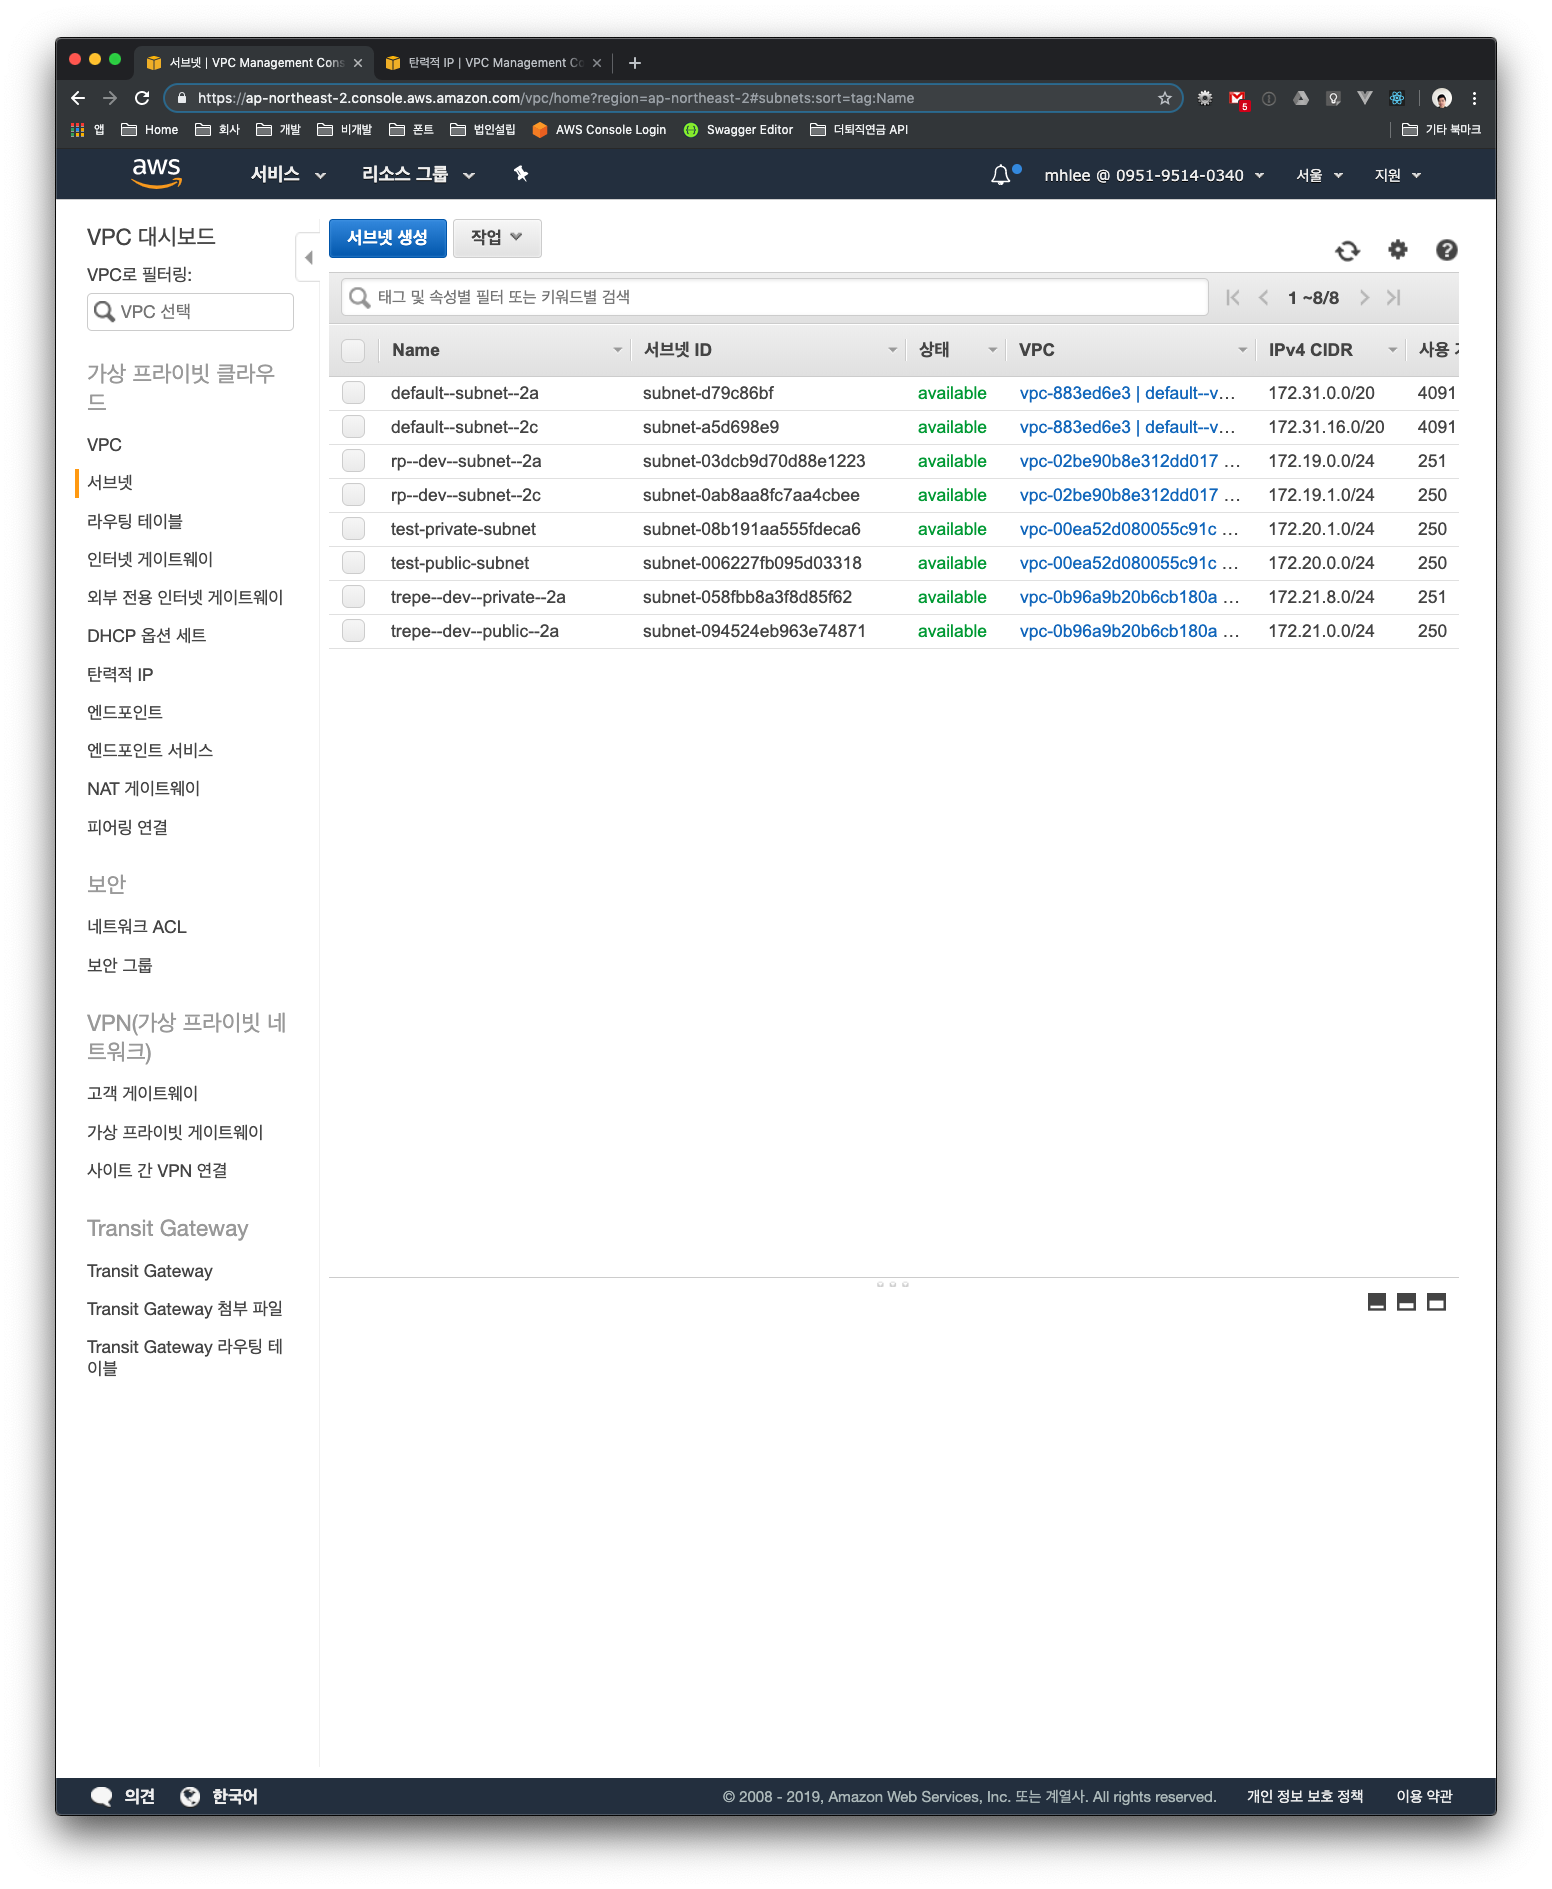 서브넷 | VPC Management Cons
탄력적 IP | VPC Management Co
https://ap-northeast-2.console.aws.amazon.com/vpc/home?region=ap-northeast-2#subnets:sort=tag:Name
5
앱 Home 회사 개발 비개발 폰트 법인설립 AWS Console Login Swagger Editor 더퇴직연금 API 기타 북마크
aws 서비스 리소스 그룹 mhlee @ 0951-9514-0340 서울 지원
VPC 대시보드
VPC로 필터링:
VPC 선택
가상 프라이빗 클라우
드
VPC
서브넷
라우팅 테이블
인터넷 게이트웨이
외부 전용 인터넷 게이트웨이
DHCP 옵션 세트
탄력적 IP
엔드포인트
엔드포인트 서비스
NAT 게이트웨이
피어링 연결
보안
네트워크 ACL
보안 그룹
VPN(가상 프라이빗 네
트워크)
고객 게이트웨이
가상 프라이빗 게이트웨이
사이트 간 VPN 연결
Transit Gateway
Transit Gateway
Transit Gateway 첨부 파일
Transit Gateway 라우팅 테
이블
서브넷 생성 작업
태그 및 속성별 필터 또는 키워드별 검색 1 ~8/8
Name 서브넷 ID 상태 VPC IPv4 CIDR 사용
default--subnet--2a subnet-d79c86bf available vpc-883ed6e3 | default--v... 172.31.0.0/20 4091
default--subnet--2c subnet-a5d698e9 available vpc-883ed6e3 | default--v... 172.31.16.0/20 4091
rp--dev--subnet--2a subnet-03dcb9d70d88e1223 available vpc-02be90b8e312dd017 ... 172.19.0.0/24 251
rp--dev--subnet--2c subnet-0ab8aa8fc7aa4cbee available vpc-02be90b8e312dd017 ... 172.19.1.0/24 250
test-private-subnet subnet-08b191aa555fdeca6 available vpc-00ea52d080055c91c ... 172.20.1.0/24 250
test-public-subnet subnet-006227fb095d03318 available vpc-00ea52d080055c91c ... 172.20.0.0/24 250
trepe--dev--private--2a subnet-058fbb8a3f8d85f62 available vpc-0b96a9b20b6cb180a ... 172.21.8.0/24 251
trepe--dev--public--2a subnet-094524eb963e74871 available vpc-0b96a9b20b6cb180a ... 172.21.0.0/24 250
의견 한국어 © 2008 - 2019, Amazon Web Services, Inc. 또는 계열사. All rights reserved. 개인 정보 보호 정책 이용 약관